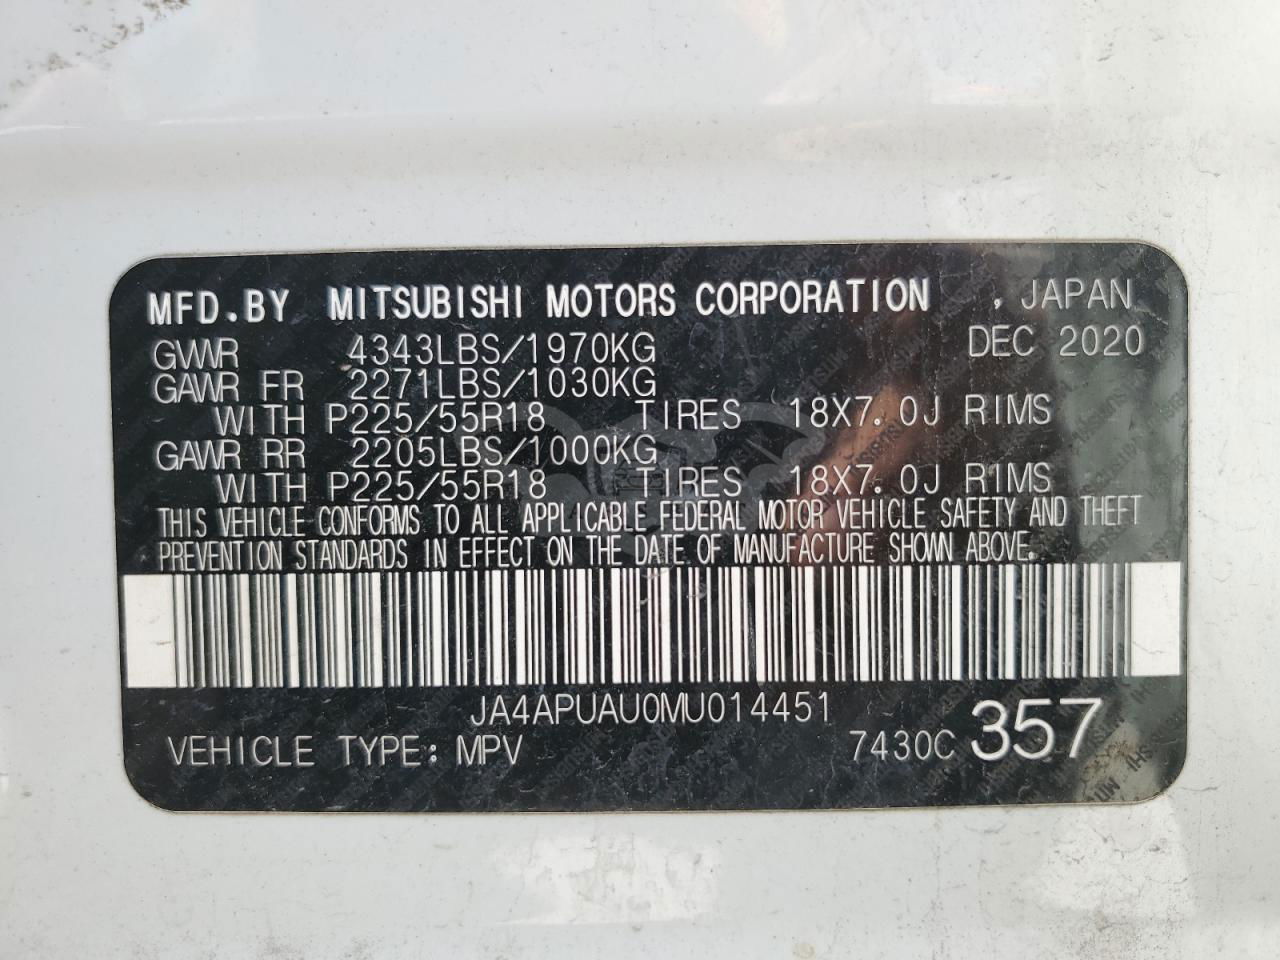 MFD.BY MITSUBISHI MOTORS CORPORATION , JAPAN
GVWR 4343LBS/1970KG DEC 2020
GAWR FR 2271LBS/1030KG
WITH P225/55R18 TIRES 18X7.0J RIMS
GAWR RR 2205LBS/1000KG
WITH P225/55R18 TIRES 18X7.0J RIMS
THIS VEHICLE CONFORMS TO ALL APPLICABLE FEDERAL MOTOR VEHICLE SAFETY AND THEFT
PREVENTION STANDARDS IN EFFECT ON THE DATE OF MANUFACTURE SHOWN ABOVE.
JA4APUAU0MU014451
VEHICLE TYPE: MPV 7430C 357